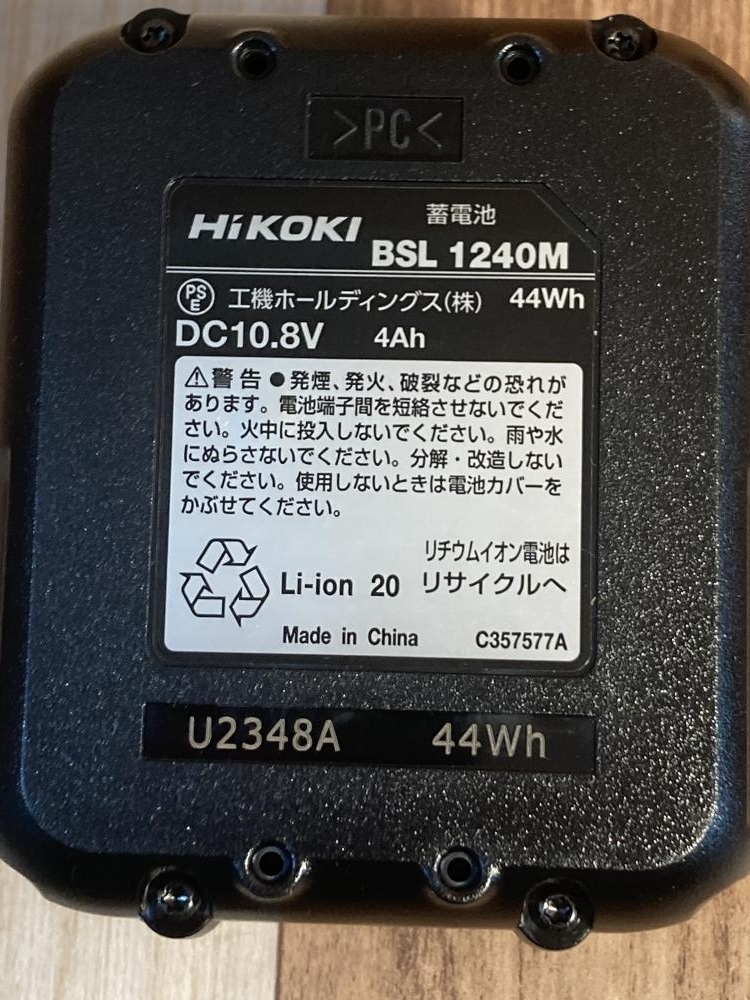 >PC<
HiKOKI
蓄電池
BSL 1240M
PSE 工機ホールディングス(株) 44Wh
DC10.8V 4Ah
⚠警告 ●発煙、発火、破裂などの恐れが
あります。電池端子間を短絡させないでくだ
さい。火中に投入しないでください。雨や水
にぬらさないでください。分解・改造しない
でください。使用しないときは電池カバーを
かぶせてください。
リチウムイオン電池は
Li-ion 20 リサイクルへ
Made in China C357577A
U2348A 44Wh